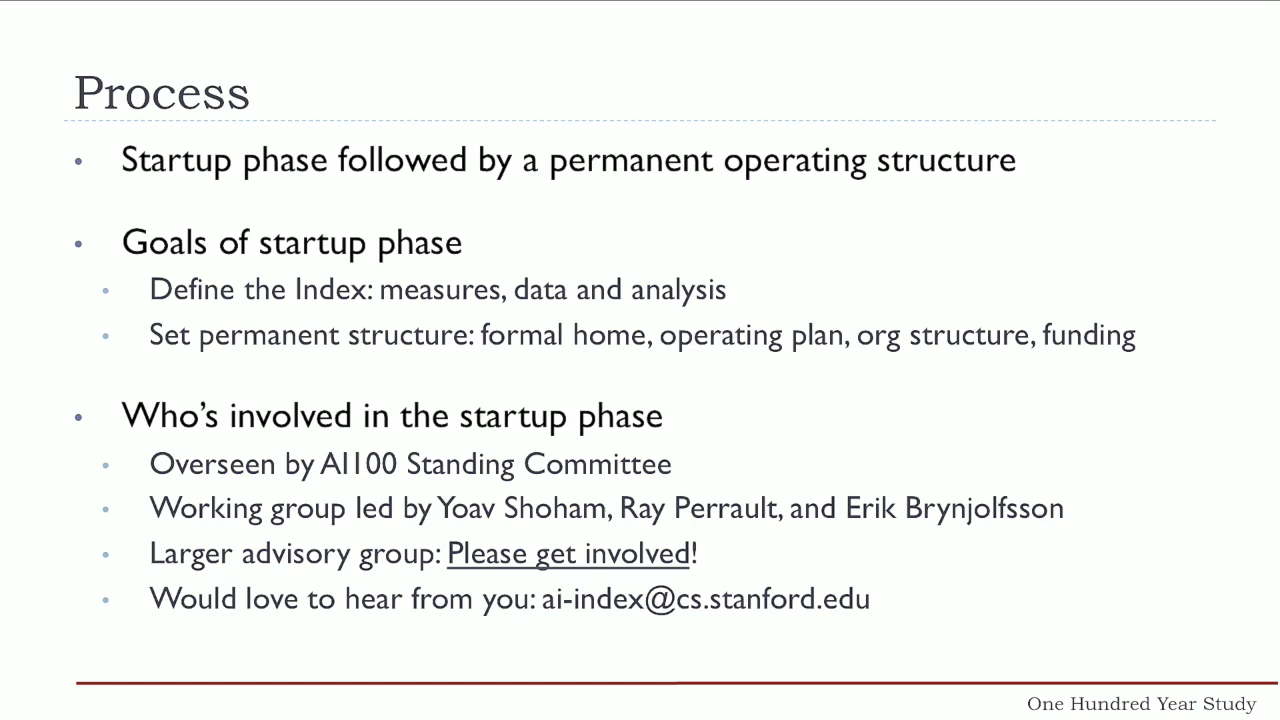 Process
• Startup phase followed by a permanent operating structure
• Goals of startup phase
• Define the Index: measures, data and analysis
• Set permanent structure: formal home, operating plan, org structure, funding
• Who’s involved in the startup phase
• Overseen by AI100 Standing Committee
• Working group led by Yoav Shoham, Ray Perrault, and Erik Brynjolfsson
• Larger advisory group: Please get involved!
• Would love to hear from you: ai-index@cs.stanford.edu
One Hundred Year Study